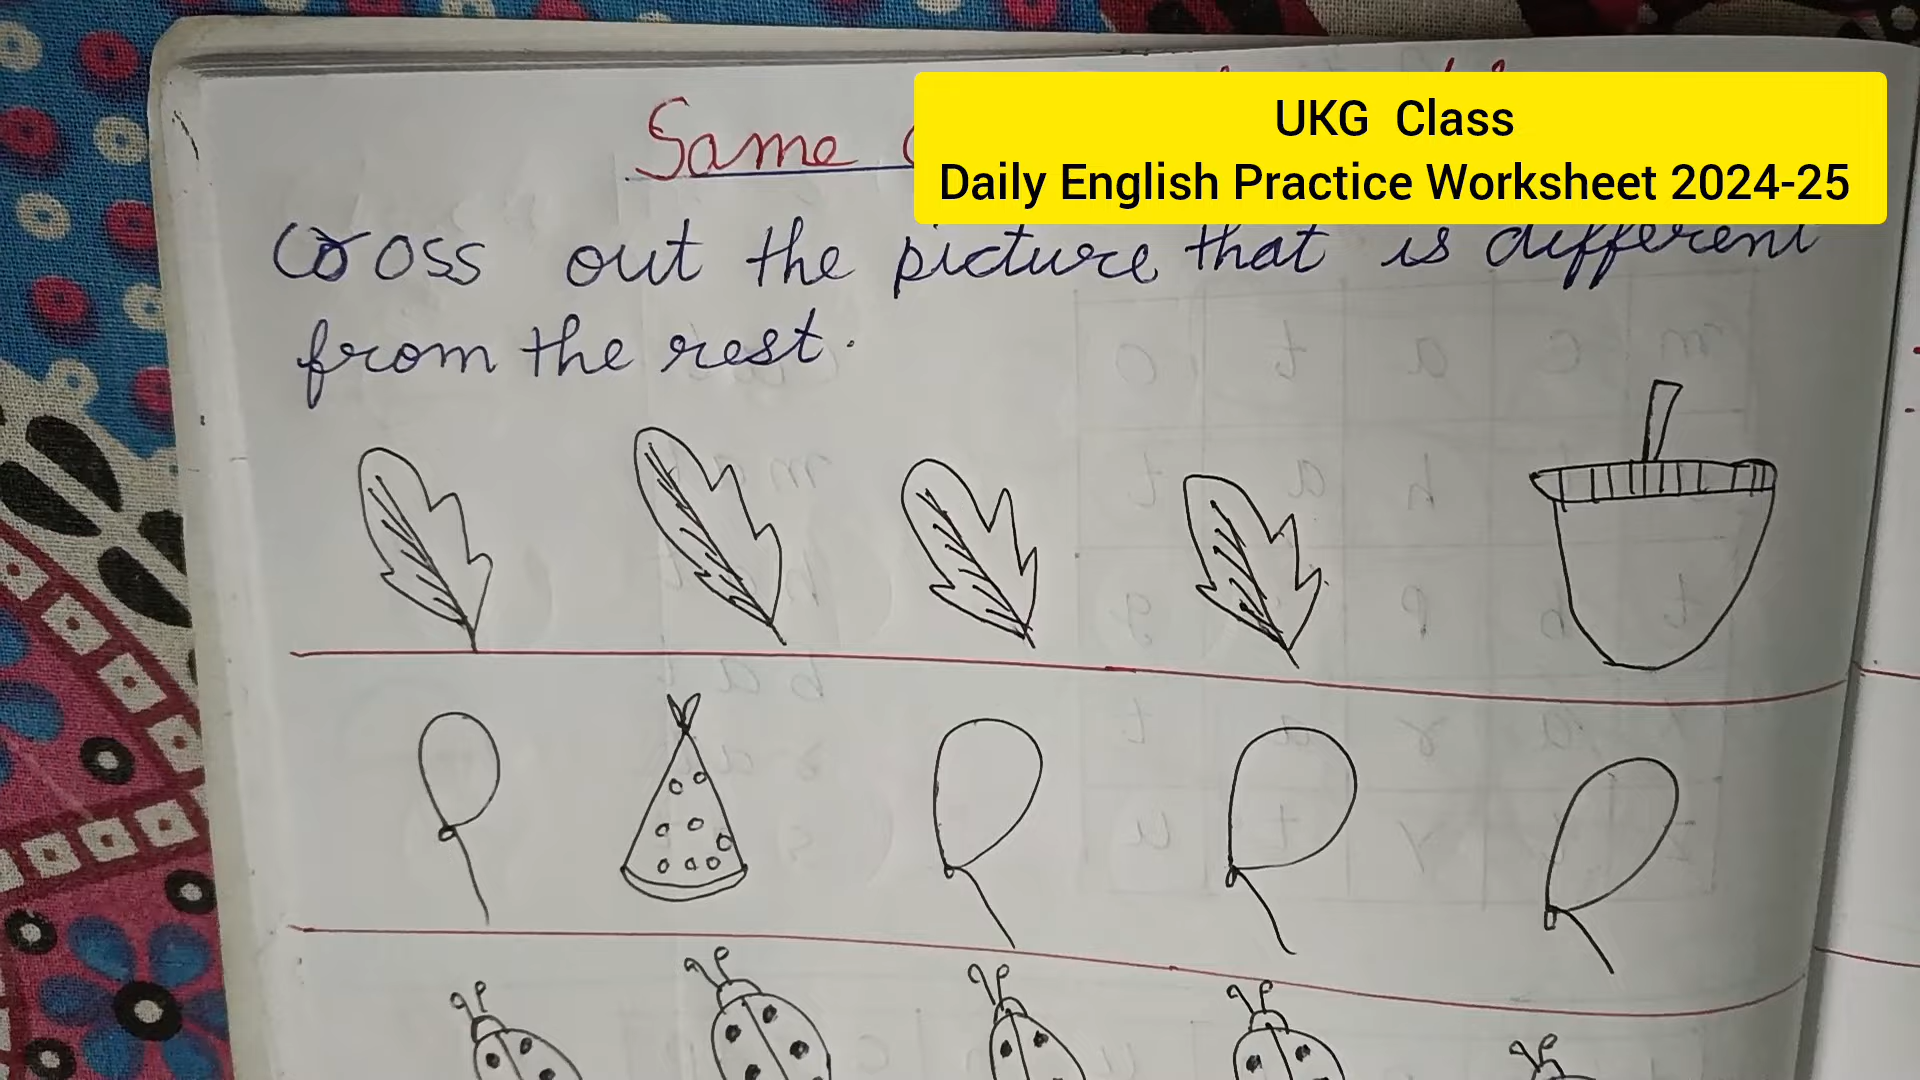 UKG Class
Daily English Practice Worksheet 2024-25
Same
Cross out the picture that is different
from the rest.